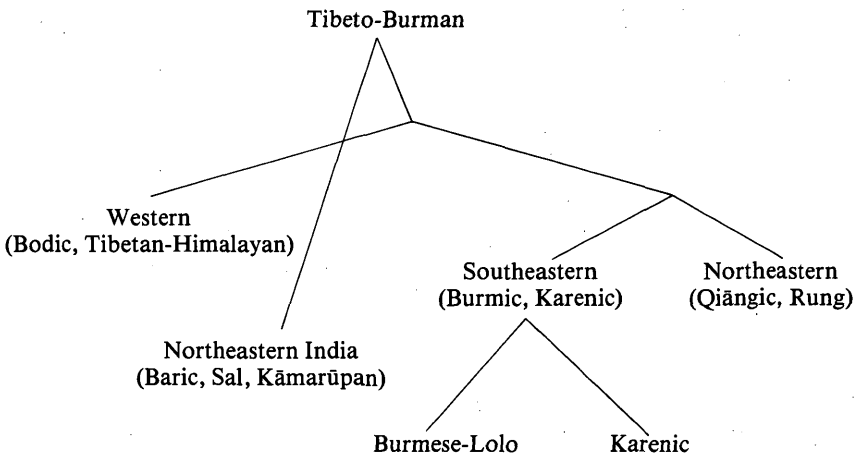 Tibeto-Burman
Western
(Bodic, Tibetan-Himalayan)
Southeastern
(Burmic, Karenic)
Northeastern
(Qiāngic, Rung)
Northeastern India
(Baric, Sal, Kāmarūpan)
Burmese-Lolo
Karenic